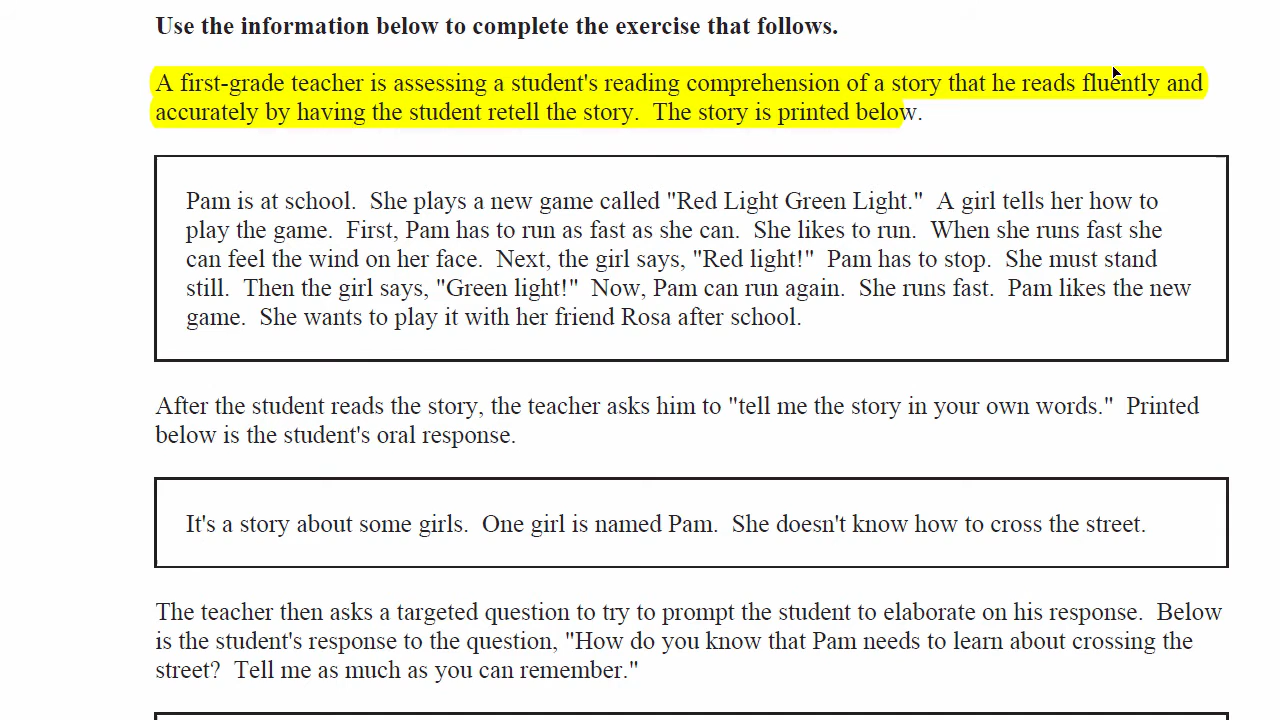 Use the information below to complete the exercise that follows.
A first-grade teacher is assessing a student's reading comprehension of a story that he reads fluently and
accurately by having the student retell the story.  The story is printed below.
Pam is at school.  She plays a new game called "Red Light Green Light."  A girl tells her how to
play the game.  First, Pam has to run as fast as she can.  She likes to run.  When she runs fast she
can feel the wind on her face.  Next, the girl says, "Red light!"  Pam has to stop.  She must stand
still.  Then the girl says, "Green light!"  Now, Pam can run again.  She runs fast.  Pam likes the new
game.  She wants to play it with her friend Rosa after school.
After the student reads the story, the teacher asks him to "tell me the story in your own words."  Printed
below is the student's oral response.
It's a story about some girls.  One girl is named Pam.  She doesn't know how to cross the street.
The teacher then asks a targeted question to try to prompt the student to elaborate on his response.  Below
is the student's response to the question, "How do you know that Pam needs to learn about crossing the
street?  Tell me as much as you can remember."